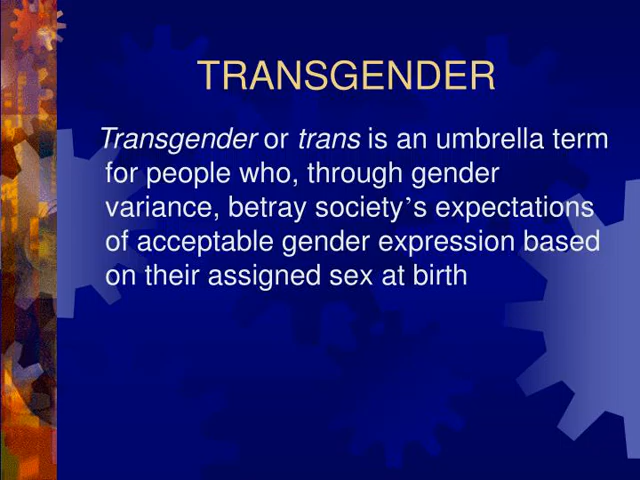 TRANSGENDER
Transgender or trans is an umbrella term
for people who, through gender
variance, betray society’s expectations
of acceptable gender expression based
on their assigned sex at birth